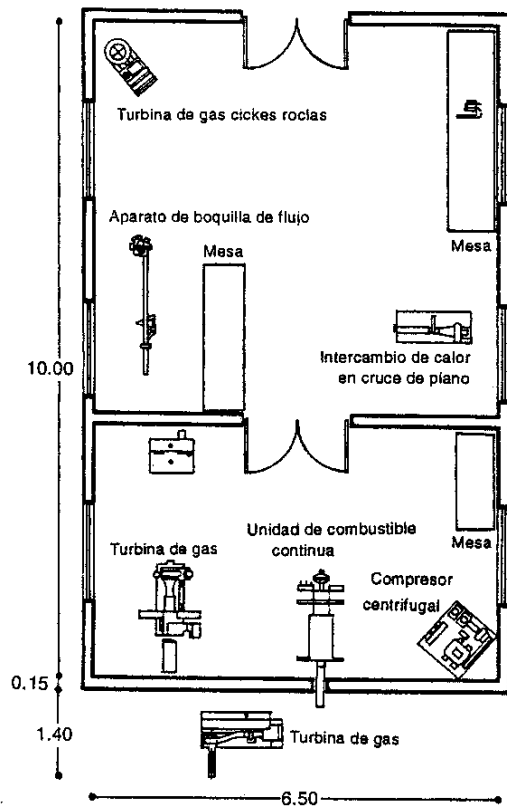 Turbina de gas cickes rocías
Aparato de boquilla de flujo
Mesa
Mesa
10.00
Intercambio de calor
en cruce de píano
Turbina de gas
Unidad de combustible
continua
Mesa
Compresor
centrifugal
0.15
1.40
Turbina de gas
6.50